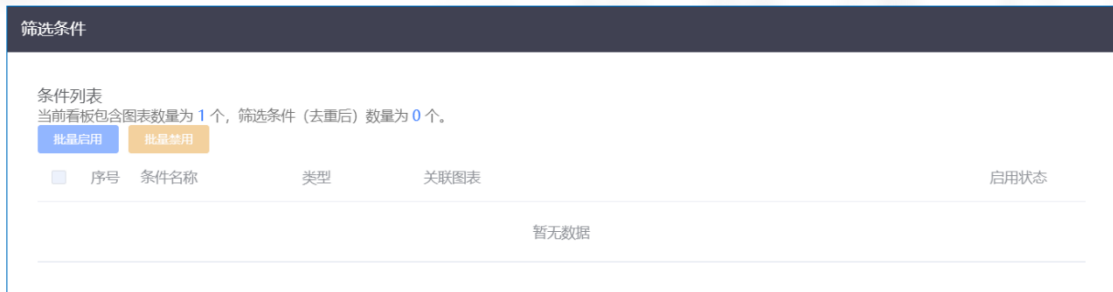 筛选条件
条件列表
当前看板包含图表数量为 1 个，筛选条件（去重后）数量为 0 个。
批量启用 批量禁用
序号 条件名称 类型 关联图表 启用状态
暂无数据